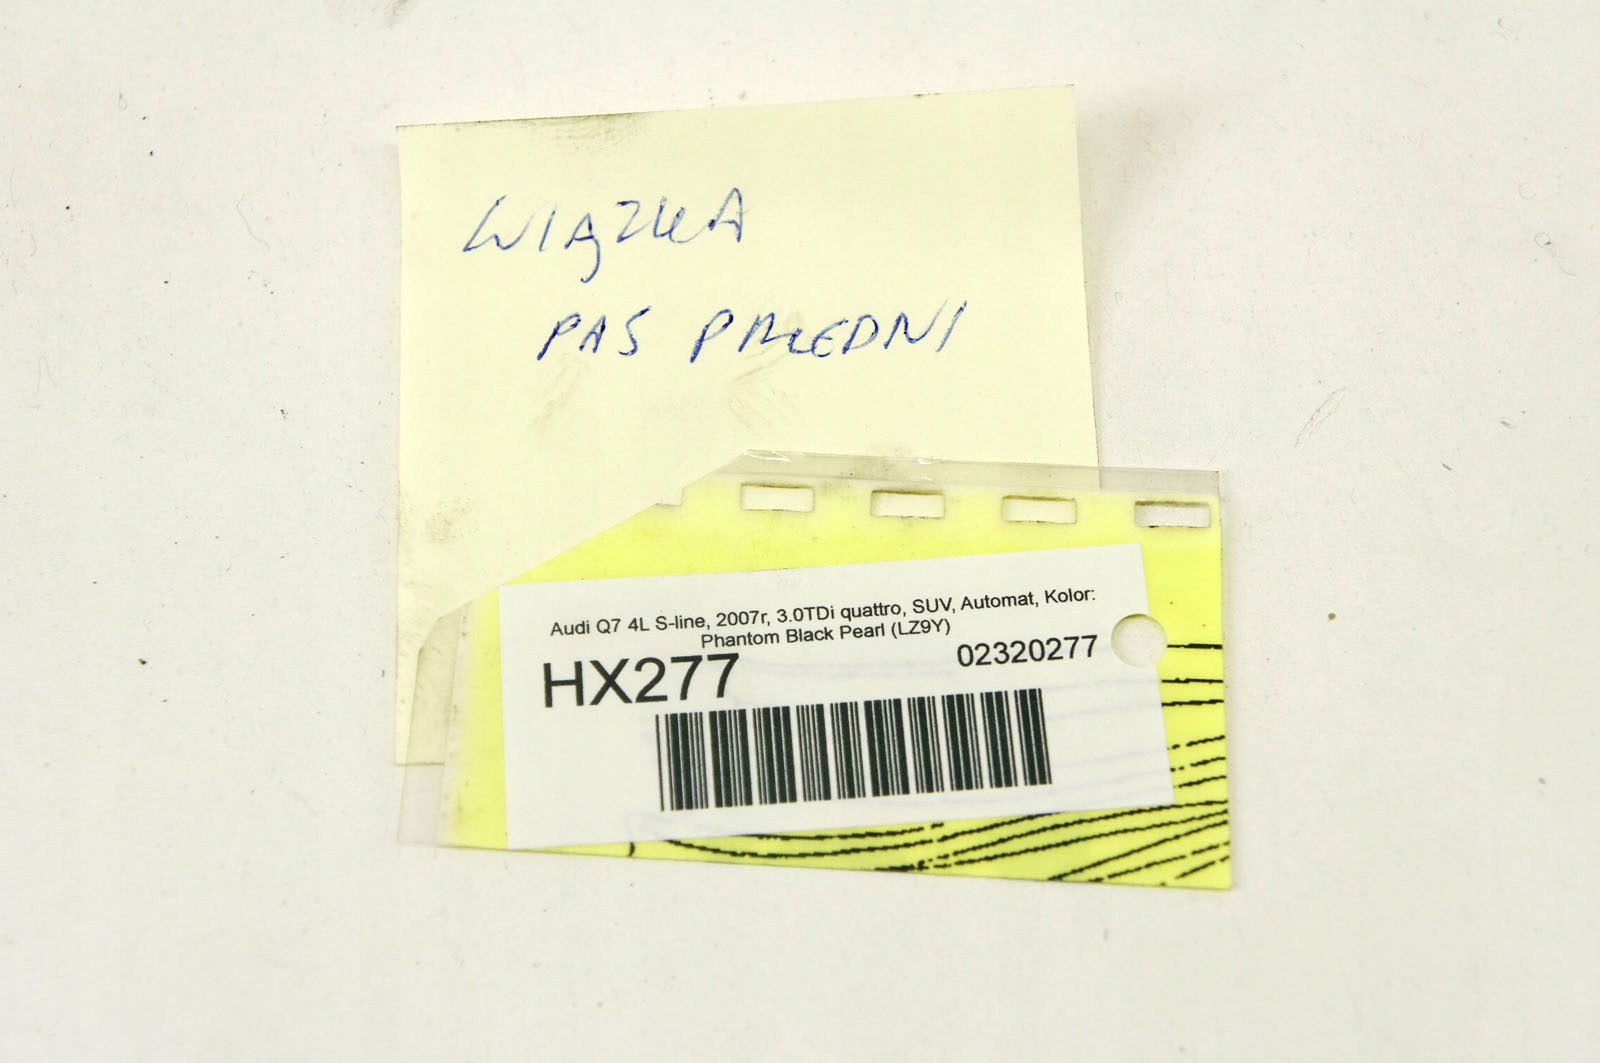 WIĄZKA
PAS PRZEDNI
Audi Q7 4L S-line, 2007r, 3.0TDi quattro, SUV, Automat, Kolor:
Phantom Black Pearl (LZ9Y)
HX277
02320277